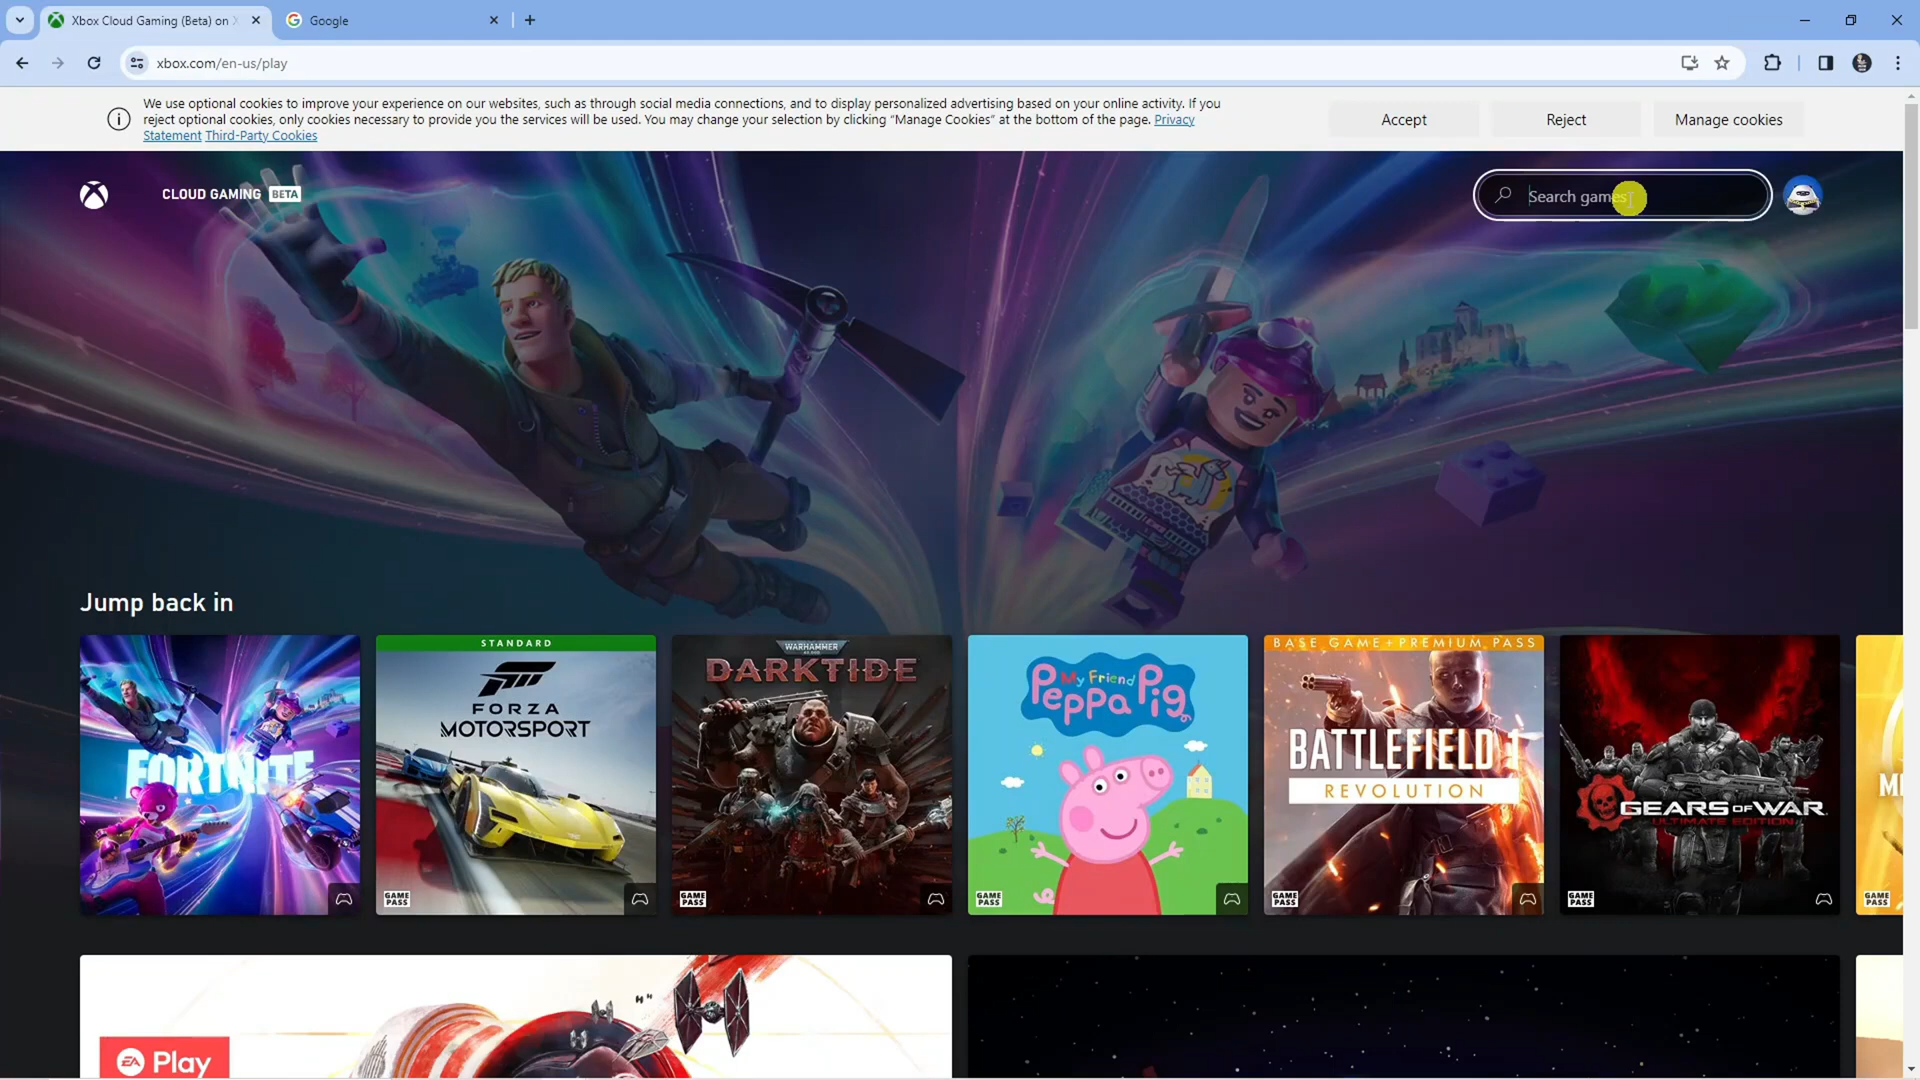 Xbox Cloud Gaming (Beta) on X
Google
xbox.com/en-us/play
We use optional cookies to improve your experience on our websites, such as through social media connections, and to display personalized advertising based on your online activity. If you
reject optional cookies, only cookies necessary to provide you the services will be used. You may change your selection by clicking “Manage Cookies” at the bottom of the page. Privacy
Statement Third-Party Cookies
Accept
Reject
Manage cookies
CLOUD GAMING BETA
Search games
Jump back in
FORTNITE
STANDARD
FORZA
MOTORSPORT
GAME
PASS
WARHAMMER
DARKTIDE
GAME
PASS
My Friend
Peppa Pig
GAME
PASS
BASE GAME + PREMIUM PASS
BATTLEFIELD 1
REVOLUTION
GAME
PASS
GEARS OF WAR
ULTIMATE EDITION
GAME
PASS
GAME
PASS
EA Play